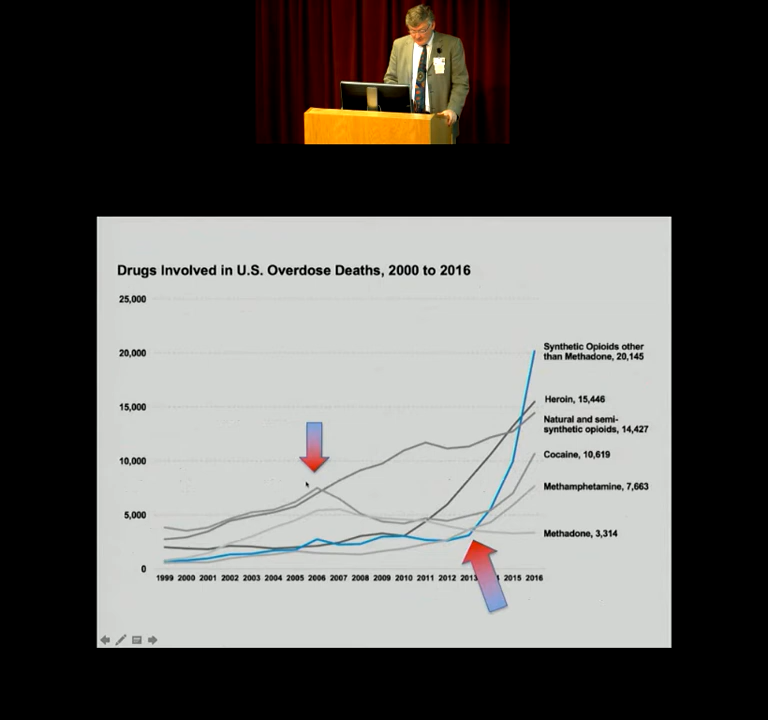 Drugs Involved in U.S. Overdose Deaths, 2000 to 2016
25,000
20,000
15,000
10,000
5,000
0
Synthetic Opioids other
than Methadone, 20,145
Heroin, 15,446
Natural and semi-
synthetic opioids, 14,427
Cocaine, 10,619
Methamphetamine, 7,663
Methadone, 3,314
1999 2000 2001 2002 2003 2004 2005 2006 2007 2008 2009 2010 2011 2012 2013 4 2015 2016